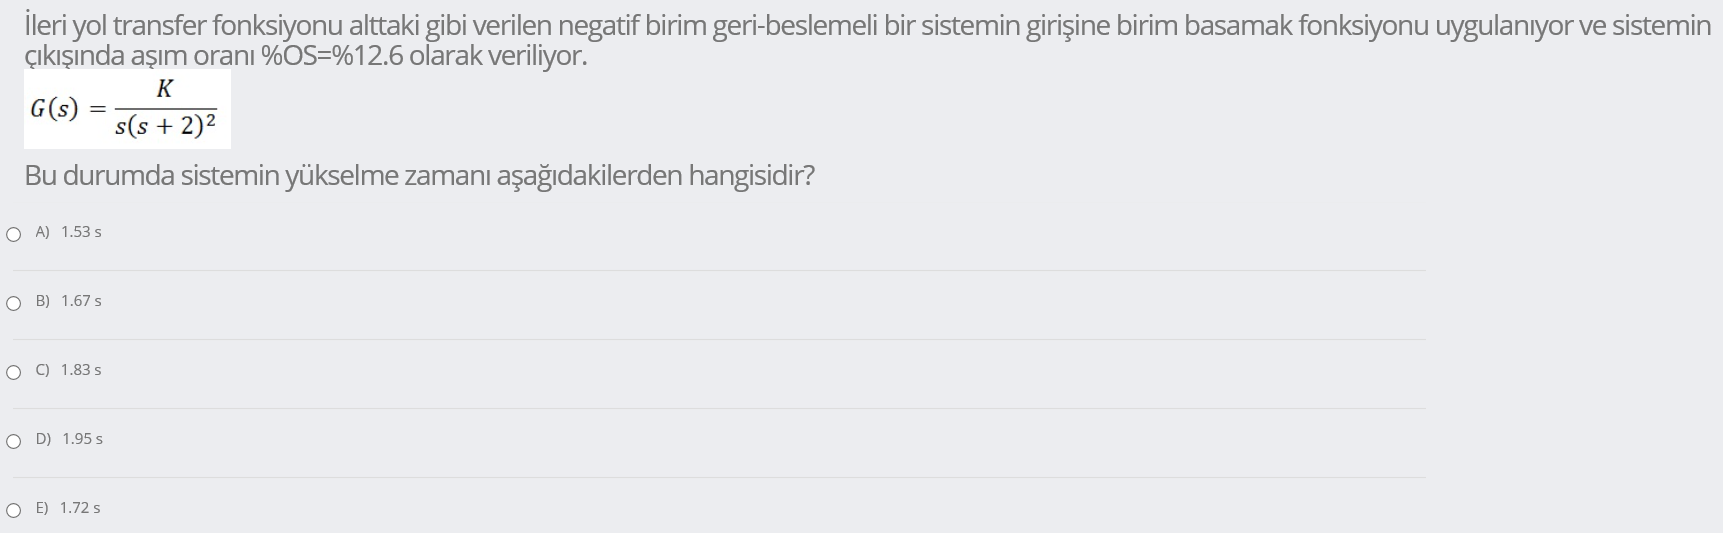 İleri yol transfer fonksiyonu alttaki gibi verilen negatif birim geri-beslemeli bir sistemin girişine birim basamak fonksiyonu uygulanıyor ve sistemin
çıkışında aşım oranı %OS=%12.6 olarak veriliyor.
G(s) = K / s(s + 2)²
Bu durumda sistemin yükselme zamanı aşağıdakilerden hangisidir?
A) 1.53 s
B) 1.67 s
C) 1.83 s
D) 1.95 s
E) 1.72 s